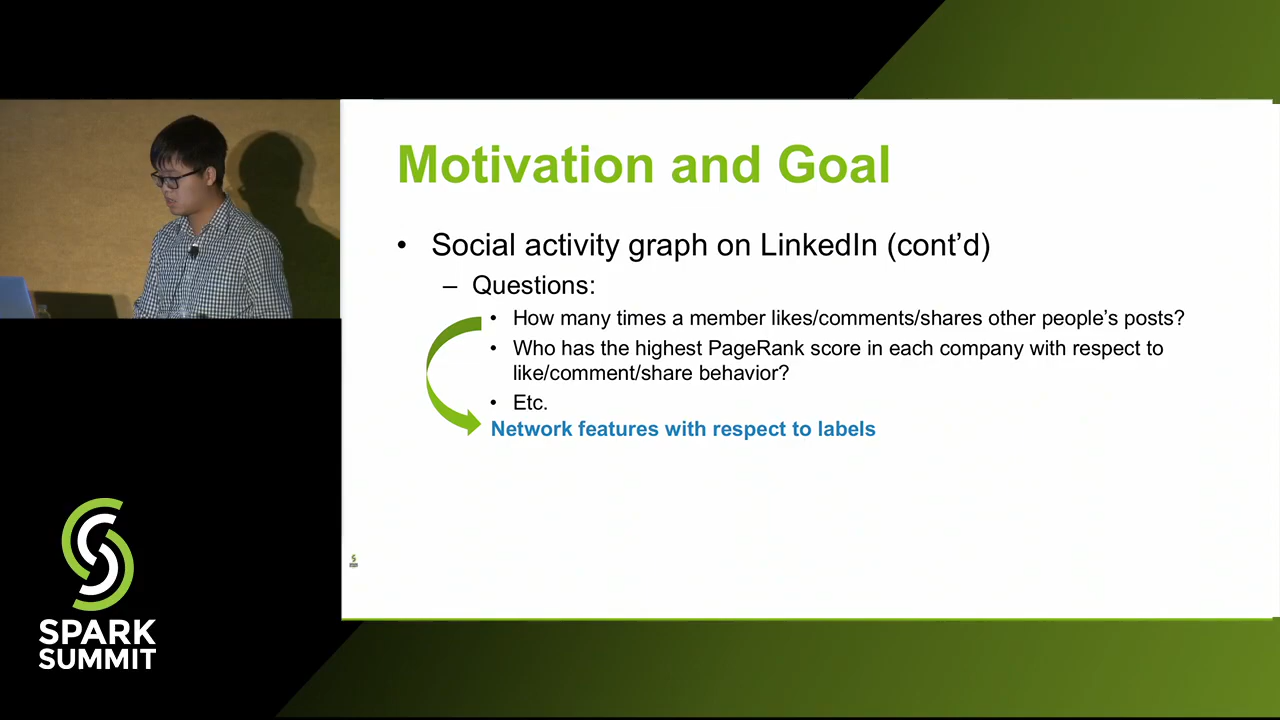 Motivation and Goal
• Social activity graph on LinkedIn (cont’d)
– Questions:
• How many times a member likes/comments/shares other people’s posts?
• Who has the highest PageRank score in each company with respect to
like/comment/share behavior?
• Etc.
Network features with respect to labels
SPARK
SUMMIT